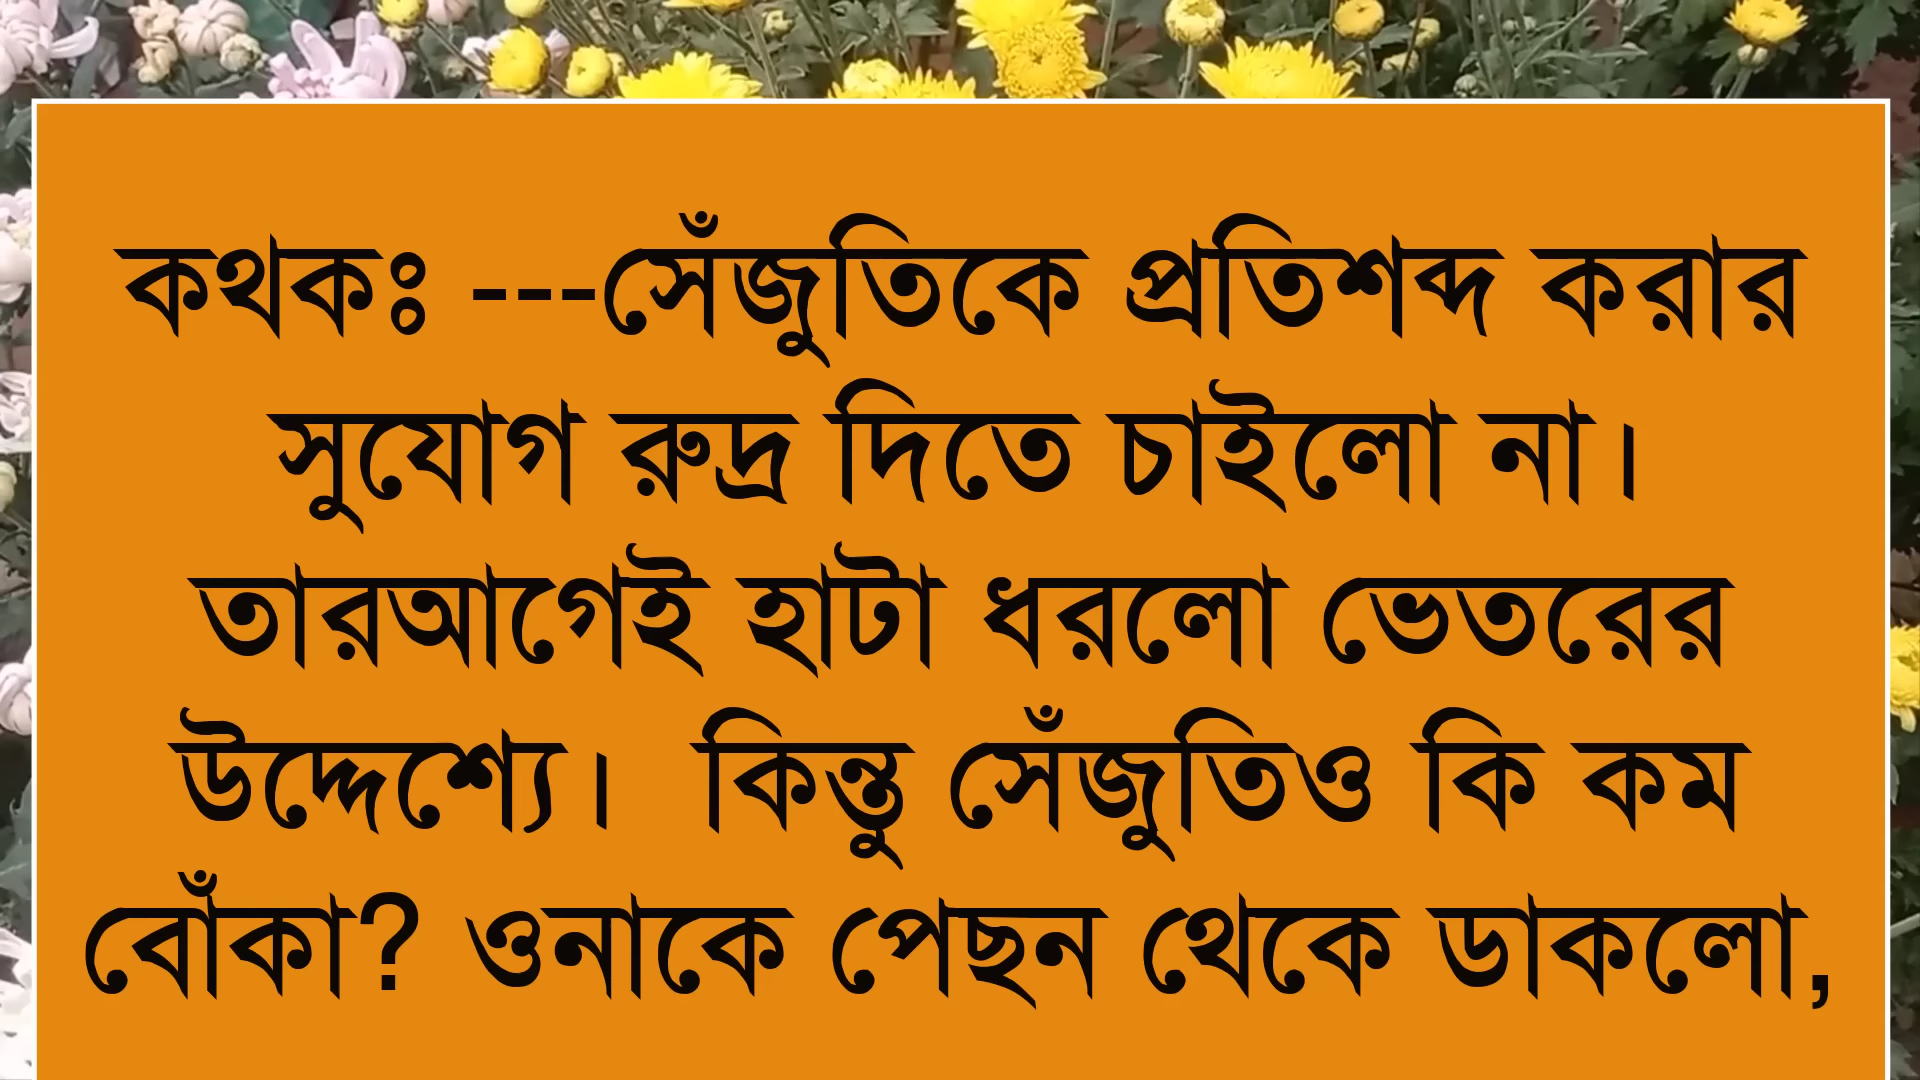 কথকঃ ---সেঁজুতিকে প্রতিশব্দ করার
সুযোগ রুদ্র দিতে চাইলো না।
তারআগেই হাটা ধরলো ভেতরের
উদ্দেশ্যে। কিন্তু সেঁজুতিও কি কম
বোঁকা? ওনাকে পেছন থেকে ডাকলো,